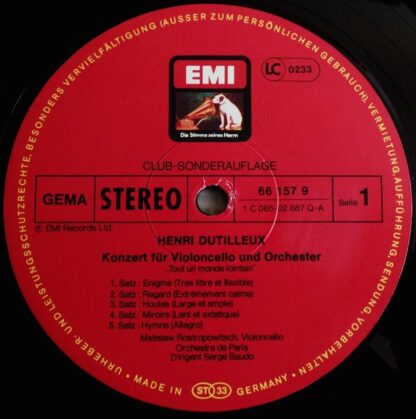 URHEBER- UND LEISTUNGSSCHUTZRECHTE, BESONDERS VERVIELFÄLTIGUNG (AUSSER ZUM PERSÖNLICHEN GEBRAUCH), VERMIETUNG, AUFFÜHRUNG, SENDUNG, VORBEHALTEN
EMI
LC 0233
Die Stimme seines Herrn
CLUB-SONDERAUFLAGE
GEMA STEREO 66 157 9
1 C 065-02 687 Q-A
Seite 1
℗ EMI Records Ltd.
HENRI DUTILLEUX
Konzert für Violoncello und Orchester
„Tout un monde lointain"
1. Satz: Enigme (Tres libre et flexible)
2. Satz: Regard (Extrêmement calme)
3. Satz: Houles (Large et ample)
4. Satz: Miroirs (Lent et extatique)
5. Satz: Hymne (Allegro)
Mstislaw Rostropowitsch, Violoncello
Orchestre de Paris
Dirigent Serge Baudo
• MADE IN ST 33 GERMANY •